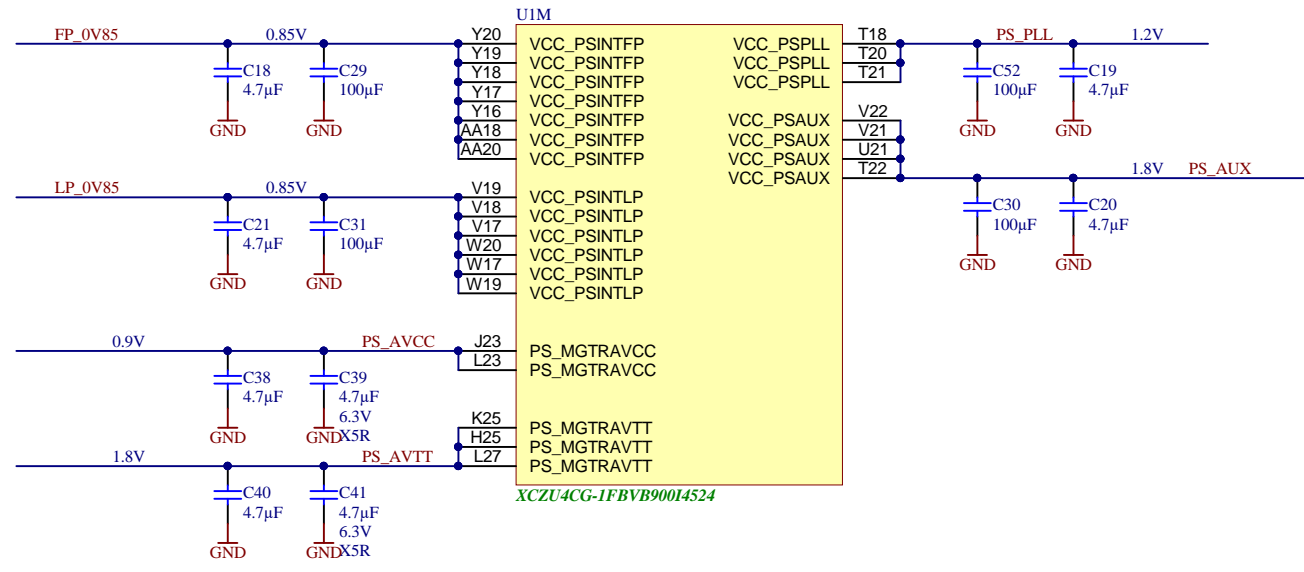 U1M
FP_0V85 0.85V Y20 VCC_PSINTFP VCC_PSPLL T18 PS_PLL 1.2V
Y19 VCC_PSINTFP VCC_PSPLL T20
C18 C29 Y18 VCC_PSINTFP VCC_PSPLL T21 C52 C19
4.7µF 100µF Y17 VCC_PSINTFP 100µF 4.7µF
Y16 VCC_PSINTFP VCC_PSAUX V22
GND GND AA18 VCC_PSINTFP VCC_PSAUX V21 GND GND
AA20 VCC_PSINTFP VCC_PSAUX U21
VCC_PSAUX T22 1.8V PS_AUX
LP_0V85 0.85V V19 VCC_PSINTLP
V18 VCC_PSINTLP C30 C20
C21 C31 V17 VCC_PSINTLP 100µF 4.7µF
4.7µF 100µF W20 VCC_PSINTLP
W17 VCC_PSINTLP GND GND
GND GND W19 VCC_PSINTLP
0.9V PS_AVCC J23 PS_MGTRAVCC
L23 PS_MGTRAVCC
C38 C39
4.7µF 4.7µF
6.3V K25 PS_MGTRAVTT
GND GND X5R H25 PS_MGTRAVTT
1.8V PS_AVTT L27 PS_MGTRAVTT
C40 C41 XCZU4CG-1FBVB900I4524
4.7µF 4.7µF
6.3V
GND GND X5R